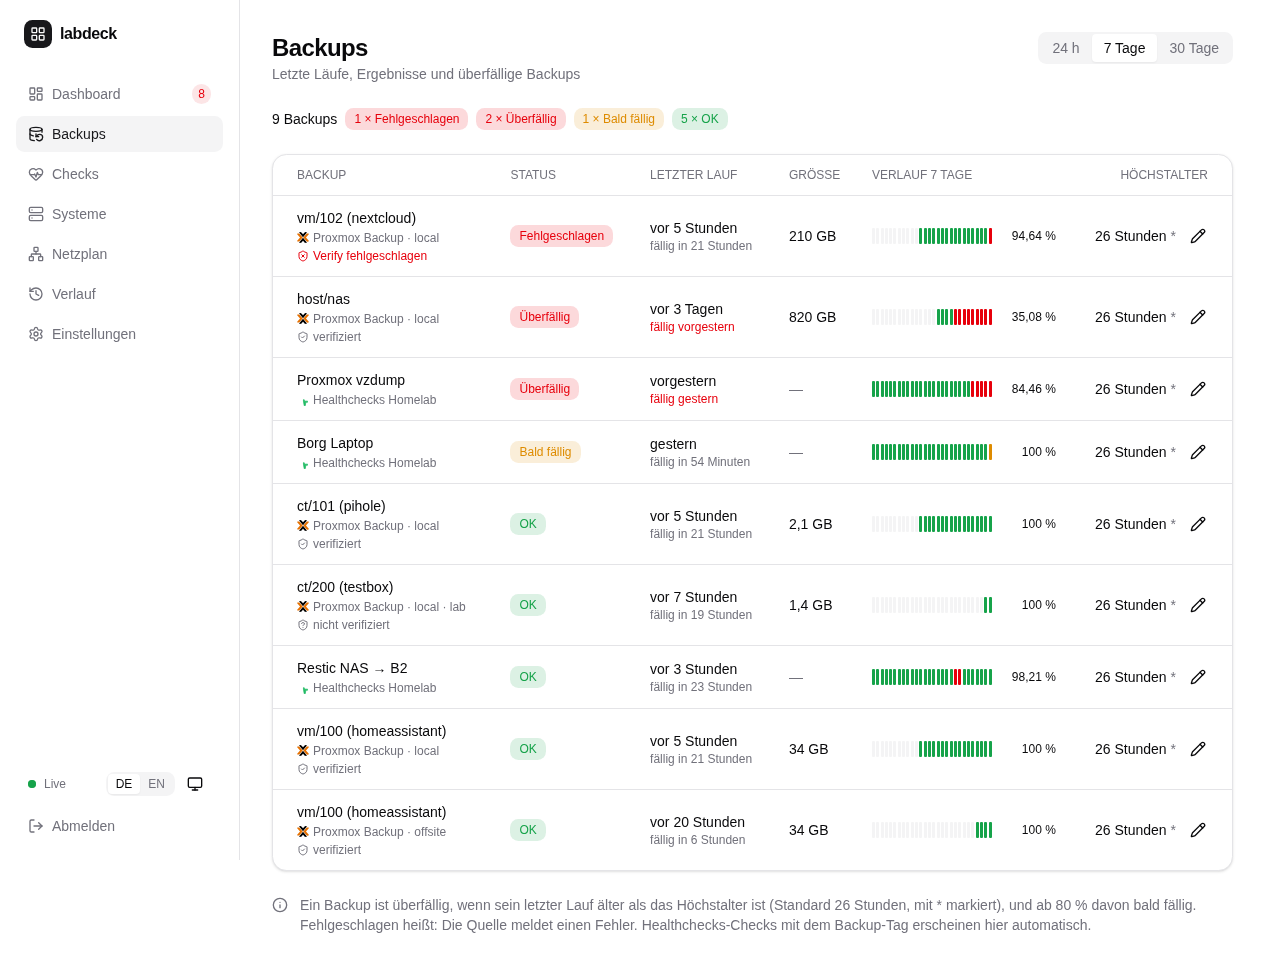 labdeck
Dashboard 8
Backups
Checks
Systeme
Netzplan
Verlauf
Einstellungen
Live DE EN
Abmelden
Backups
Letzte Läufe, Ergebnisse und überfällige Backups
24 h 7 Tage 30 Tage
9 Backups 1 × Fehlgeschlagen 2 × Überfällig 1 × Bald fällig 5 × OK
BACKUP STATUS LETZTER LAUF GRÖSSE VERLAUF 7 TAGE HÖCHSTALTER
vm/102 (nextcloud)
Proxmox Backup · local
Verify fehlgeschlagen
Fehlgeschlagen
vor 5 Stunden
fällig in 21 Stunden
210 GB
94,64 %
26 Stunden *
host/nas
Proxmox Backup · local
verifiziert
Überfällig
vor 3 Tagen
fällig vorgestern
820 GB
35,08 %
26 Stunden *
Proxmox vzdump
Healthchecks Homelab
Überfällig
vorgestern
fällig gestern
—
84,46 %
26 Stunden *
Borg Laptop
Healthchecks Homelab
Bald fällig
gestern
fällig in 54 Minuten
—
100 %
26 Stunden *
ct/101 (pihole)
Proxmox Backup · local
verifiziert
OK
vor 5 Stunden
fällig in 21 Stunden
2,1 GB
100 %
26 Stunden *
ct/200 (testbox)
Proxmox Backup · local · lab
nicht verifiziert
OK
vor 7 Stunden
fällig in 19 Stunden
1,4 GB
100 %
26 Stunden *
Restic NAS → B2
Healthchecks Homelab
OK
vor 3 Stunden
fällig in 23 Stunden
—
98,21 %
26 Stunden *
vm/100 (homeassistant)
Proxmox Backup · local
verifiziert
OK
vor 5 Stunden
fällig in 21 Stunden
34 GB
100 %
26 Stunden *
vm/100 (homeassistant)
Proxmox Backup · offsite
verifiziert
OK
vor 20 Stunden
fällig in 6 Stunden
34 GB
100 %
26 Stunden *
Ein Backup ist überfällig, wenn sein letzter Lauf älter als das Höchstalter ist (Standard 26 Stunden, mit * markiert), und ab 80 % davon bald fällig.
Fehlgeschlagen heißt: Die Quelle meldet einen Fehler. Healthchecks-Checks mit dem Backup-Tag erscheinen hier automatisch.